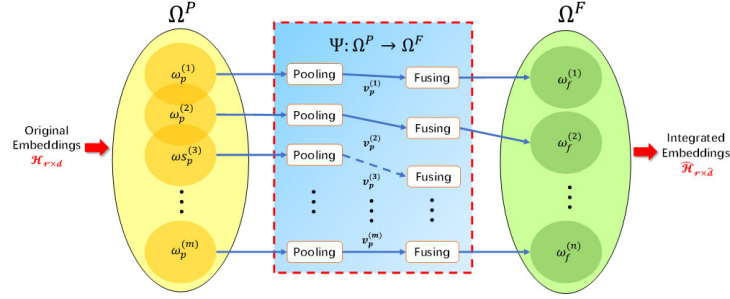 Ω^P
Ψ: Ω^P → Ω^F
Ω^F
ω_p^(1)
Pooling
v_p^(1)
Fusing
ω_f^(1)
ω_p^(2)
Pooling
v_p^(2)
Fusing
ω_f^(2)
Original
Embeddings
ℋ_{r×d}
ωs_p^(3)
Pooling
v_p^(3)
Fusing
Integrated
Embeddings
ℋ̂_{r×d̂}
ω_p^(m)
Pooling
v_p^(m)
Fusing
ω_f^(n)